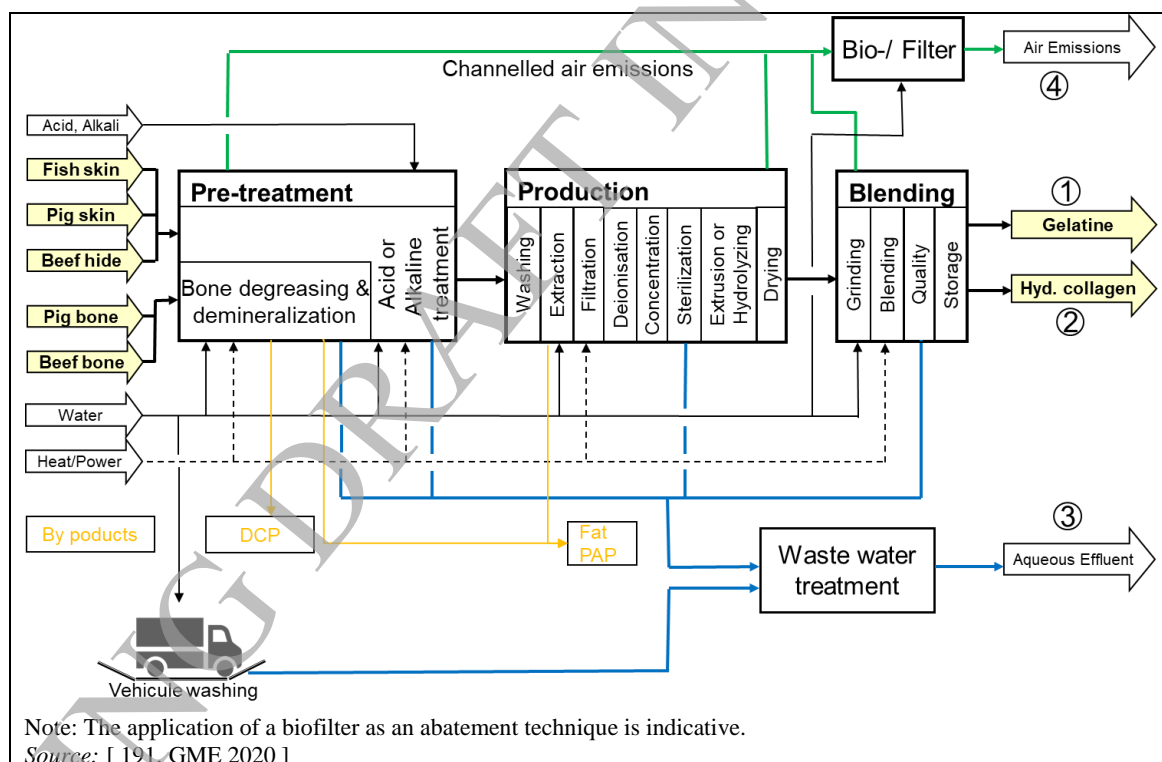 Bio-/ Filter
Air Emissions
Channelled air emissions
④
Acid, Alkali
Fish skin
Pig skin
Beef hide
Pig bone
Beef bone
Water
Heat/Power
Pre-treatment
Bone degreasing &
demineralization
Acid or
Alkaline
treatment
Production
Washing
Extraction
Filtration
Deionisation
Concentration
Sterilization
Extrusion or
Hydrolyzing
Drying
Blending
Grinding
Blending
Quality
Storage
①
Gelatine
Hyd. collagen
②
By poducts
DCP
Fat
PAP
Waste water
treatment
③
Aqueous Effluent
Vehicule washing
Note: The application of a biofilter as an abatement technique is indicative.
Source: [ 191, GME 2020 ]
ING DRAFT IN